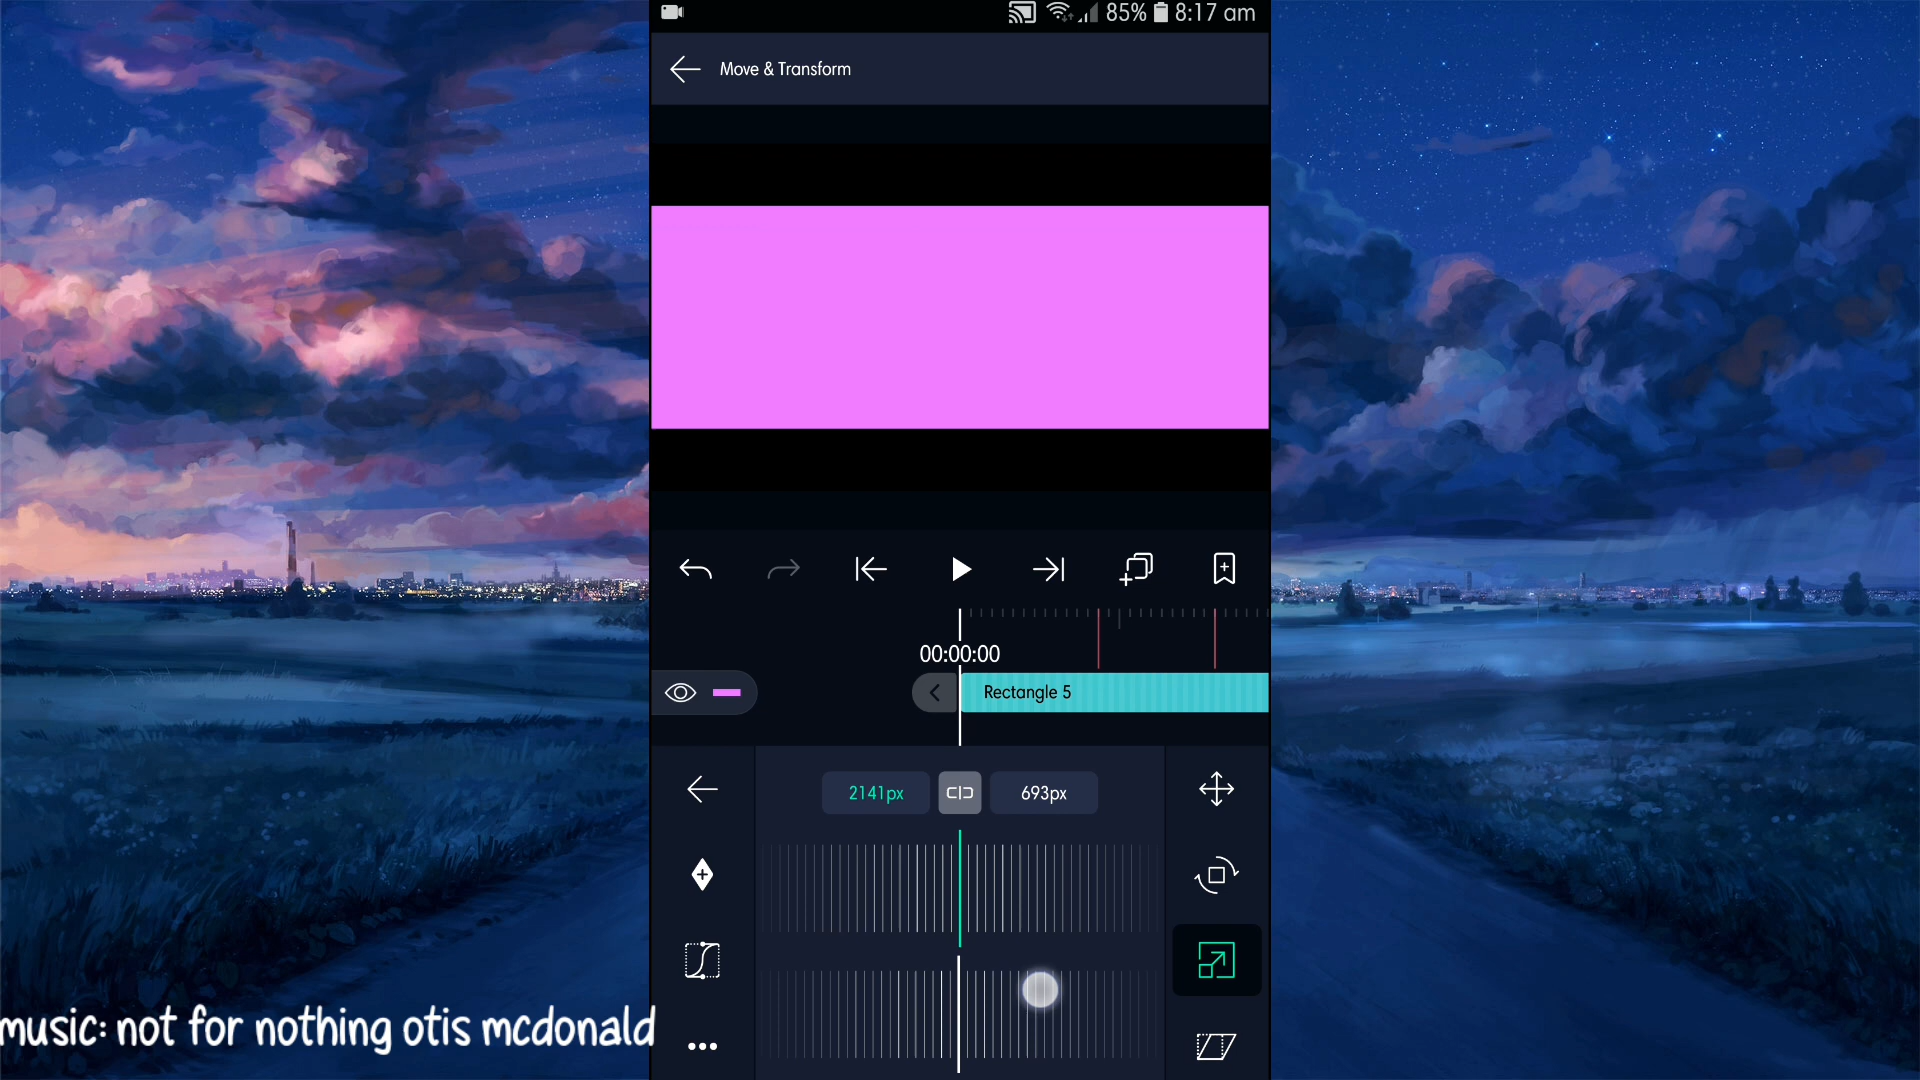 85% 8:17 am
Move & Transform
00:00:00
Rectangle 5
2141px 693px
music: not for nothing otis mcdonald